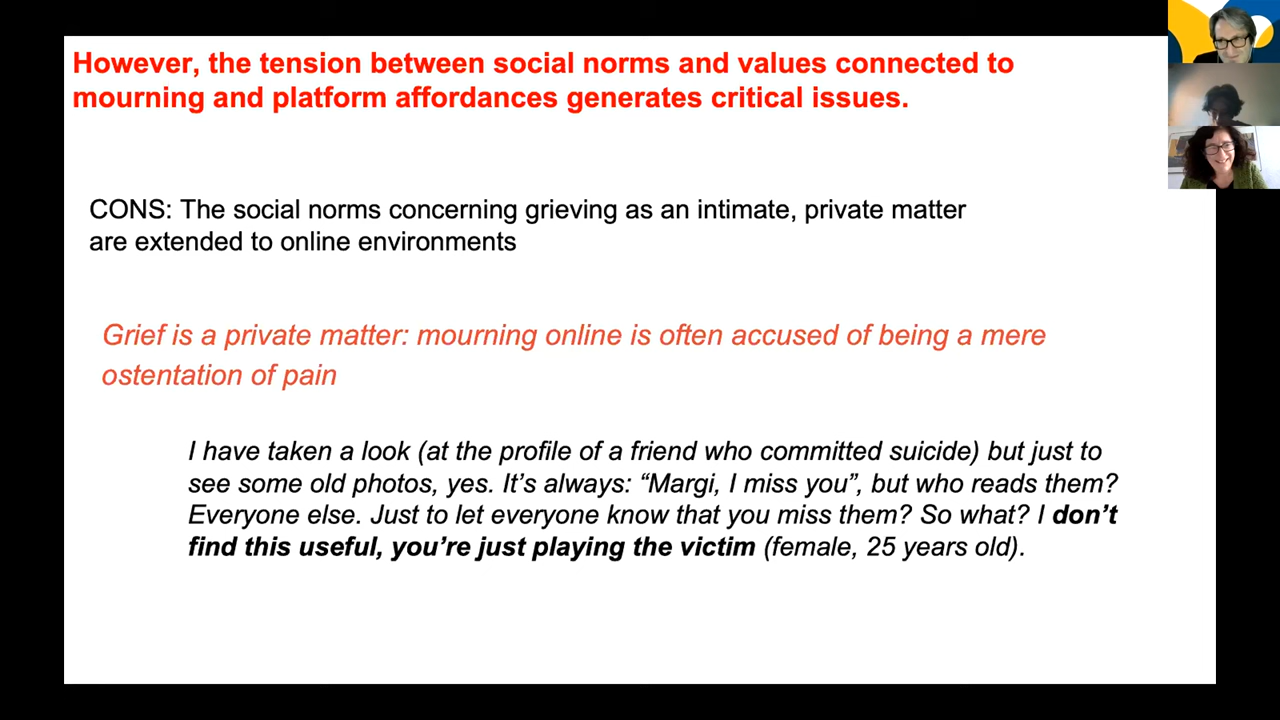 However, the tension between social norms and values connected to
mourning and platform affordances generates critical issues.
CONS: The social norms concerning grieving as an intimate, private matter
are extended to online environments
Grief is a private matter: mourning online is often accused of being a mere
ostentation of pain
I have taken a look (at the profile of a friend who committed suicide) but just to
see some old photos, yes. It’s always: “Margi, I miss you”, but who reads them?
Everyone else. Just to let everyone know that you miss them? So what? I don’t
find this useful, you’re just playing the victim (female, 25 years old).